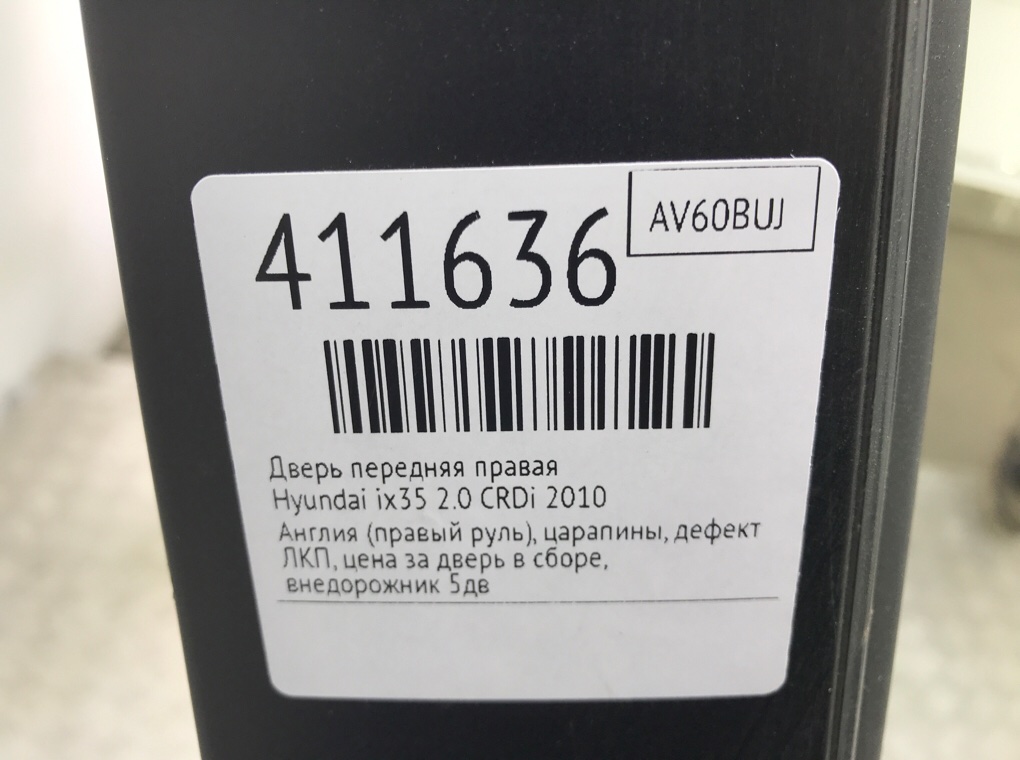 411636
AV60BUJ
Дверь передняя правая
Hyundai ix35 2.0 CRDi 2010
Англия (правый руль), царапины, дефект
ЛКП, цена за дверь в сборе,
внедорожник 5дв